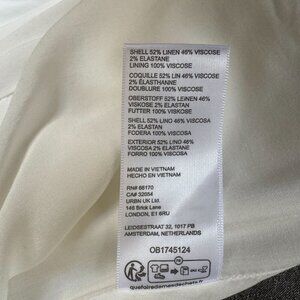 SHELL 52% LINEN 46% VISCOSE
2% ELASTANE
LINING 100% VISCOSE
COQUILLE 52% LIN 46% VISCOSE
2% ÉLASTHANNE
DOUBLURE 100% VISCOSE
OBERSTOFF 52% LEINEN 46%
VISKOSE 2% ELASTAN
FUTTER 100% VISKOSE
SHELL 52% LINO 46% VISCOSA
2% ELASTAN
FODERA 100% VISCOSA
EXTERIOR 52% LINO 46%
VISCOSA 2% ELASTANO
FORRO 100% VISCOSA
MADE IN VIETNAM
HECHO EN VIETNAM
RN# 66170
CA# 32054
URBN UK Ltd.
146 Brick Lane
LONDON, E1 6RU
LEIDSESTRAAT 32, 1017 PB
AMSTERDAM, NETHERLANDS
OB1745124
quefairedemesdechets.fr